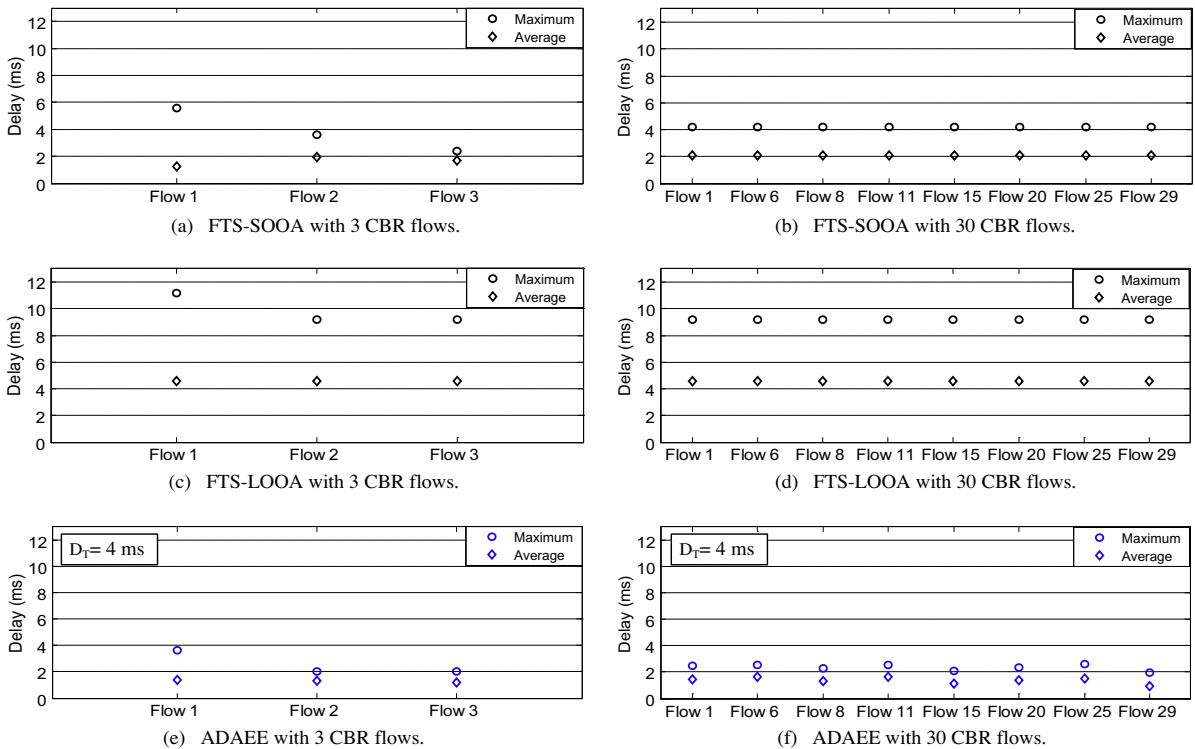 12
10
8
6
4
2
0
Delay (ms)
Maximum
Average
Flow 1 Flow 2 Flow 3
(a) FTS-SOOA with 3 CBR flows.
12
10
8
6
4
2
0
Delay (ms)
Maximum
Average
Flow 1 Flow 6 Flow 8 Flow 11 Flow 15 Flow 20 Flow 25 Flow 29
(b) FTS-SOOA with 30 CBR flows.
12
10
8
6
4
2
0
Delay (ms)
Maximum
Average
Flow 1 Flow 2 Flow 3
(c) FTS-LOOA with 3 CBR flows.
12
10
8
6
4
2
0
Delay (ms)
Maximum
Average
Flow 1 Flow 6 Flow 8 Flow 11 Flow 15 Flow 20 Flow 25 Flow 29
(d) FTS-LOOA with 30 CBR flows.
12
10
8
6
4
2
0
Delay (ms)
D_T= 4 ms
Maximum
Average
Flow 1 Flow 2 Flow 3
(e) ADAEE with 3 CBR flows.
12
10
8
6
4
2
0
Delay (ms)
D_T= 4 ms
Maximum
Average
Flow 1 Flow 6 Flow 8 Flow 11 Flow 15 Flow 20 Flow 25 Flow 29
(f) ADAEE with 30 CBR flows.